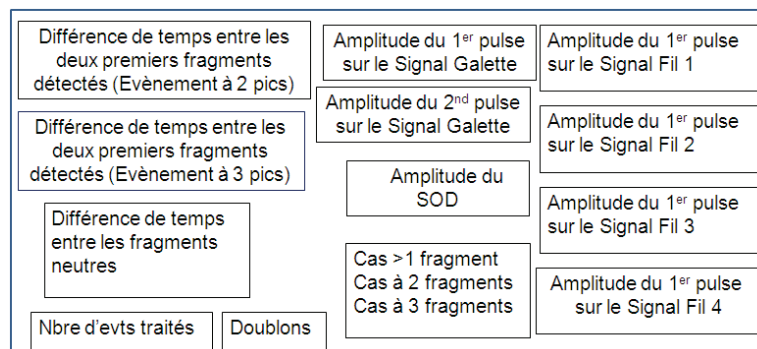 Différence de temps entre les
deux premiers fragments
détectés (Evènement à 2 pics)
Différence de temps entre les
deux premiers fragments
détectés (Evènement à 3 pics)
Différence de temps
entre les fragments
neutres
Nbre d'evts traités
Doublons
Amplitude du 1er pulse
sur le Signal Galette
Amplitude du 2nd pulse
sur le Signal Galette
Amplitude du
SOD
Cas >1 fragment
Cas à 2 fragments
Cas à 3 fragments
Amplitude du 1er pulse
sur le Signal Fil 1
Amplitude du 1er pulse
sur le Signal Fil 2
Amplitude du 1er pulse
sur le Signal Fil 3
Amplitude du 1er pulse
sur le Signal Fil 4